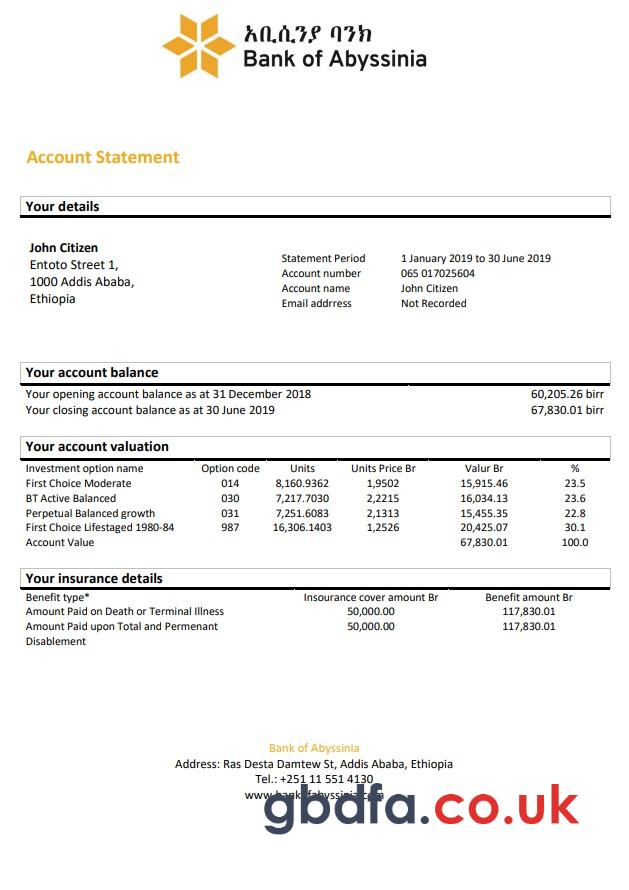 አቢሲንያ ባንክ
Bank of Abyssinia
Account Statement
Your details
John Citizen
Entoto Street 1,
1000 Addis Ababa,
Ethiopia
Statement Period 1 January 2019 to 30 June 2019
Account number 065 017025604
Account name John Citizen
Email addrress Not Recorded
Your account balance
Your opening account balance as at 31 December 2018 60,205.26 birr
Your closing account balance as at 30 June 2019 67,830.01 birr
Your account valuation
Investment option name Option code Units Units Price Br Valur Br %
First Choice Moderate 014 8,160.9362 1,9502 15,915.46 23.5
BT Active Balanced 030 7,217.7030 2,2215 16,034.13 23.6
Perpetual Balanced growth 031 7,251.6083 2,1313 15,455.35 22.8
First Choice Lifestaged 1980-84 987 16,306.1403 1,2526 20,425.07 30.1
Account Value 67,830.01 100.0
Your insurance details
Benefit type* Insourance cover amount Br Benefit amount Br
Amount Paid on Death or Terminal Illness 50,000.00 117,830.01
Amount Paid upon Total and Permenant 50,000.00 117,830.01
Disablement
Bank of Abyssinia
Address: Ras Desta Damtew St, Addis Ababa, Ethiopia
Tel.: +251 11 551 4130
www.bankofabyssinia.com
gbdfa.co.uk